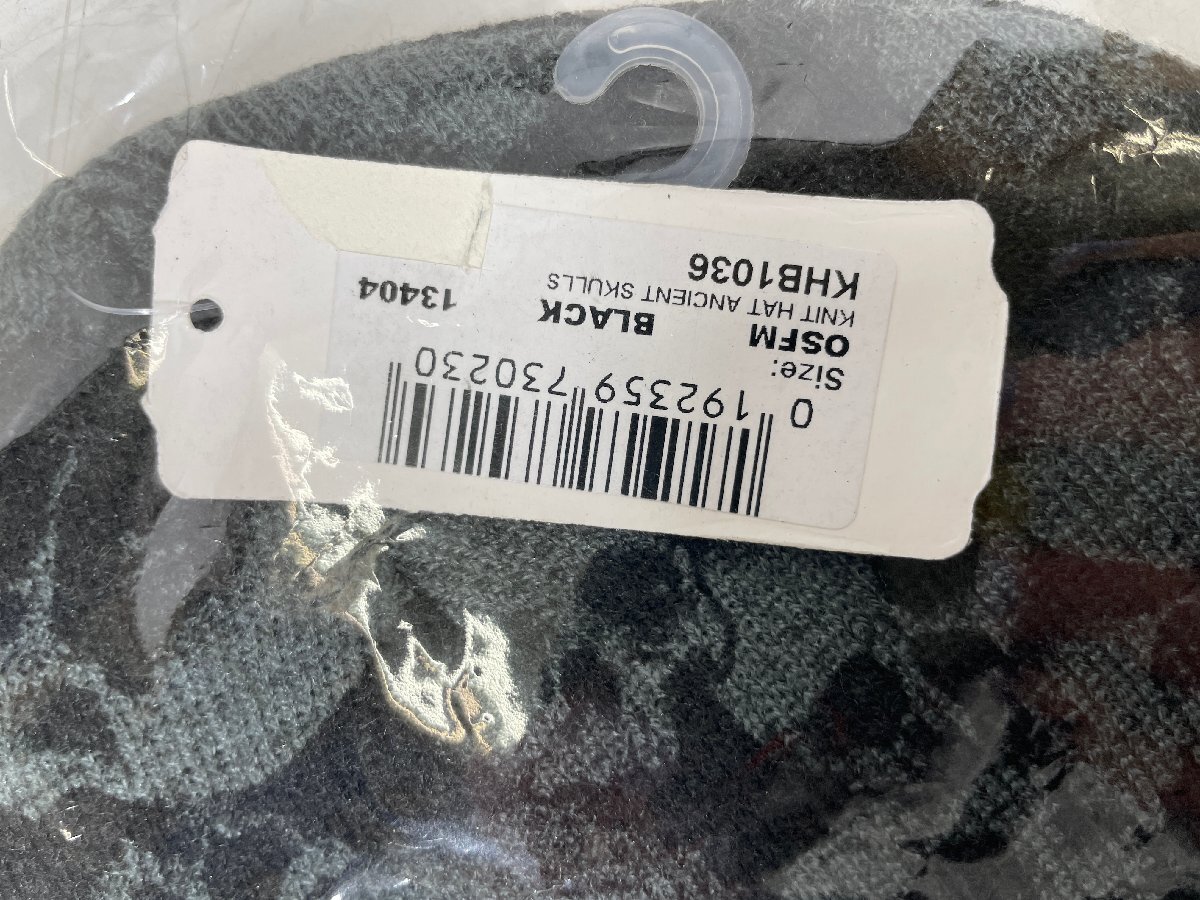 KHB1036
KNIT HAT ANCIENT SKULLS
OSFM BLACK 13404
Size:
0 192359 730230